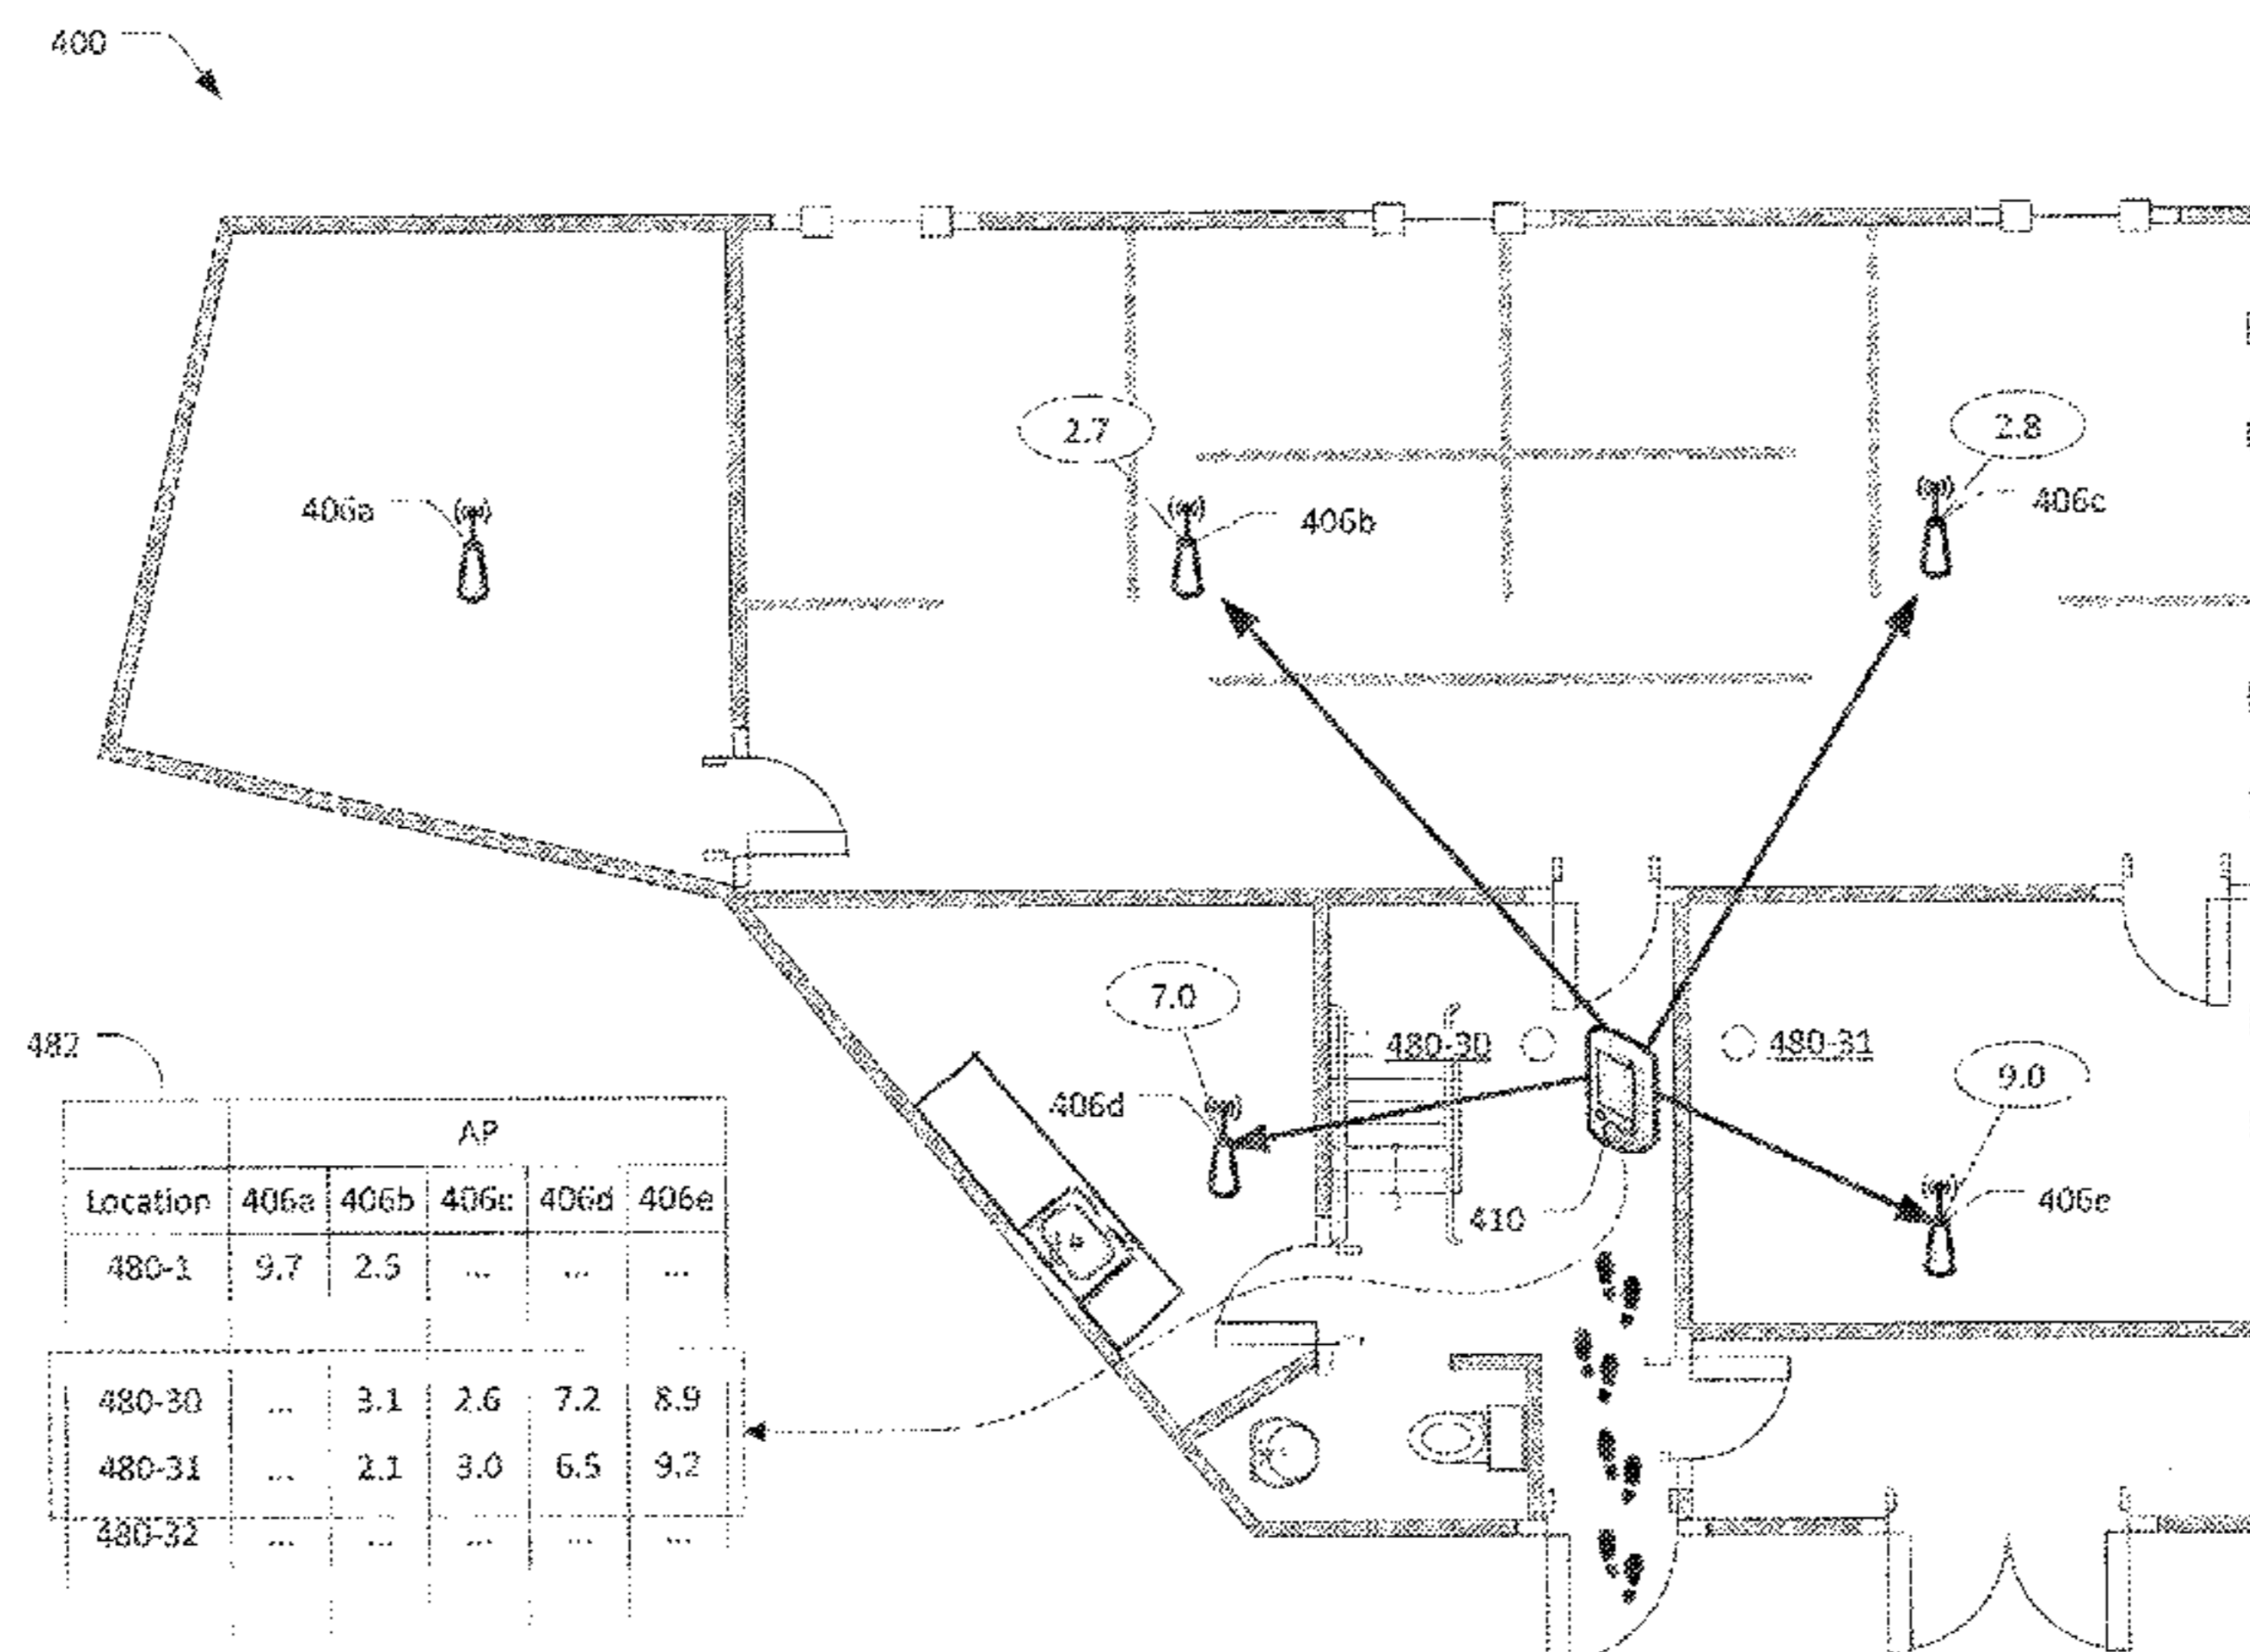 400
2.7
2.8
406a
406b
406c
7.0
480-30
480-31
9.0
482
406d
406e
410
AP
Location 406a 406b 406c 406d 406e
480-1 9.7 2.5 ... ... ...
480-30 ... 3.1 2.6 7.2 8.9
480-31 ... 2.1 3.0 6.5 9.2
480-32 ... ... ... ... ...